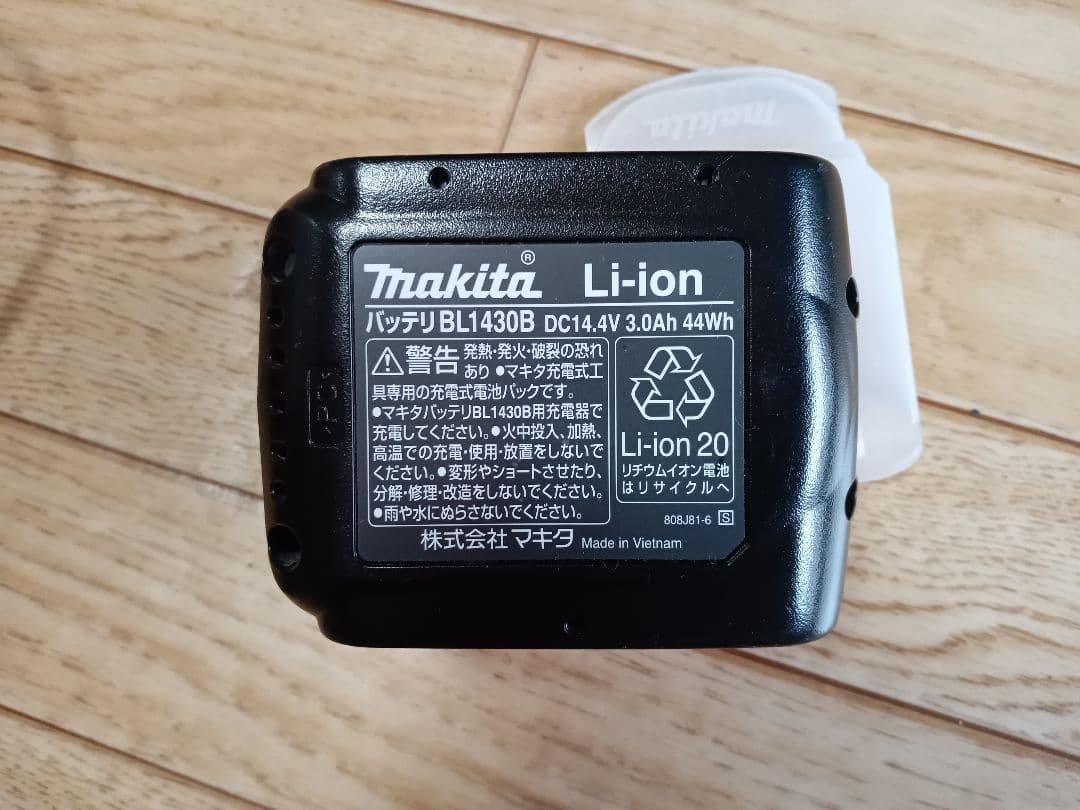 makita® Li-ion
バッテリ BL1430B DC14.4V 3.0Ah 44Wh
警告 発熱・発火・破裂の恐れ
あり ●マキタ充電式工
具専用の充電式電池パックです。
●マキタバッテリBL1430B用充電器で
充電してください。●火中投入、加熱、
高温での充電・使用・放置をしないで
ください。●変形やショートさせたり、
分解・修理・改造をしないでください。
●雨や水にぬらさないでください。
Li-ion 20
リチウムイオン電池
はリサイクルへ
808J81-6 S
株式会社マキタ Made in Vietnam
>PC<
makita